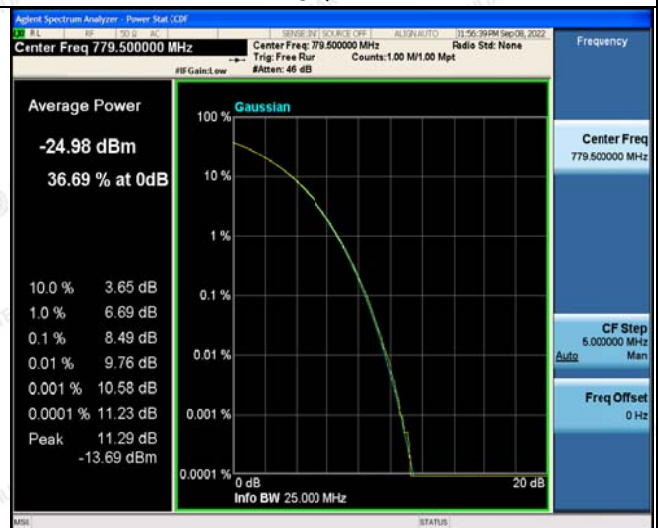 Agilent Spectrum Analyzer - Power Stat CCDF
RL RF 50 Ω AC SENSE:INT SOURCE OFF ALIGNAUTO 01:56:39 PM Sep 08, 2022
Center Freq 779.500000 MHz
Center Freq: 779.500000 MHz Radio Std: None
Trig: Free Run Counts:1.00 M/1.00 Mpt
#IFGain:Low #Atten: 46 dB
Frequency
Average Power
-24.98 dBm
36.69 % at 0dB
10.0 % 3.65 dB
1.0 % 6.69 dB
0.1 % 8.49 dB
0.01 % 9.76 dB
0.001 % 10.58 dB
0.0001 % 11.23 dB
Peak 11.29 dB
-13.69 dBm
Gaussian
100 %
10 %
1 %
0.1 %
0.01 %
0.001 %
0.0001 %
0 dB 20 dB
Info BW 25.000 MHz
Center Freq
779.500000 MHz
CF Step
5.000000 MHz
Auto Man
Freq Offset
0 Hz
MSG STATUS